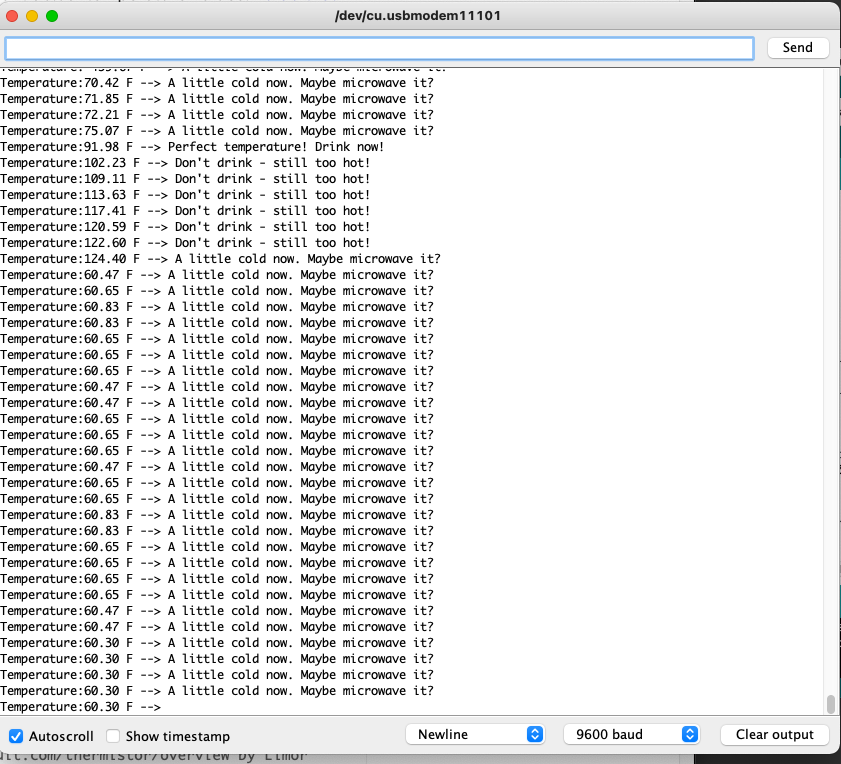 /dev/cu.usbmodem11101
Send
Temperature: F --> A little cold now. Maybe microwave it?
Temperature:70.42 F --> A little cold now. Maybe microwave it?
Temperature:71.85 F --> A little cold now. Maybe microwave it?
Temperature:72.21 F --> A little cold now. Maybe microwave it?
Temperature:75.07 F --> A little cold now. Maybe microwave it?
Temperature:91.98 F --> Perfect temperature! Drink now!
Temperature:102.23 F --> Don't drink - still too hot!
Temperature:109.11 F --> Don't drink - still too hot!
Temperature:113.63 F --> Don't drink - still too hot!
Temperature:117.41 F --> Don't drink - still too hot!
Temperature:120.59 F --> Don't drink - still too hot!
Temperature:122.60 F --> Don't drink - still too hot!
Temperature:124.40 F --> A little cold now. Maybe microwave it?
Temperature:60.47 F --> A little cold now. Maybe microwave it?
Temperature:60.65 F --> A little cold now. Maybe microwave it?
Temperature:60.83 F --> A little cold now. Maybe microwave it?
Temperature:60.83 F --> A little cold now. Maybe microwave it?
Temperature:60.65 F --> A little cold now. Maybe microwave it?
Temperature:60.65 F --> A little cold now. Maybe microwave it?
Temperature:60.65 F --> A little cold now. Maybe microwave it?
Temperature:60.47 F --> A little cold now. Maybe microwave it?
Temperature:60.47 F --> A little cold now. Maybe microwave it?
Temperature:60.65 F --> A little cold now. Maybe microwave it?
Temperature:60.65 F --> A little cold now. Maybe microwave it?
Temperature:60.65 F --> A little cold now. Maybe microwave it?
Temperature:60.47 F --> A little cold now. Maybe microwave it?
Temperature:60.65 F --> A little cold now. Maybe microwave it?
Temperature:60.65 F --> A little cold now. Maybe microwave it?
Temperature:60.83 F --> A little cold now. Maybe microwave it?
Temperature:60.83 F --> A little cold now. Maybe microwave it?
Temperature:60.65 F --> A little cold now. Maybe microwave it?
Temperature:60.65 F --> A little cold now. Maybe microwave it?
Temperature:60.65 F --> A little cold now. Maybe microwave it?
Temperature:60.65 F --> A little cold now. Maybe microwave it?
Temperature:60.47 F --> A little cold now. Maybe microwave it?
Temperature:60.47 F --> A little cold now. Maybe microwave it?
Temperature:60.30 F --> A little cold now. Maybe microwave it?
Temperature:60.30 F --> A little cold now. Maybe microwave it?
Temperature:60.30 F --> A little cold now. Maybe microwave it?
Temperature:60.30 F --> A little cold now. Maybe microwave it?
Temperature:60.30 F -->
Autoscroll Show timestamp Newline 9600 baud Clear output
.com/thermistor/overview by Limor